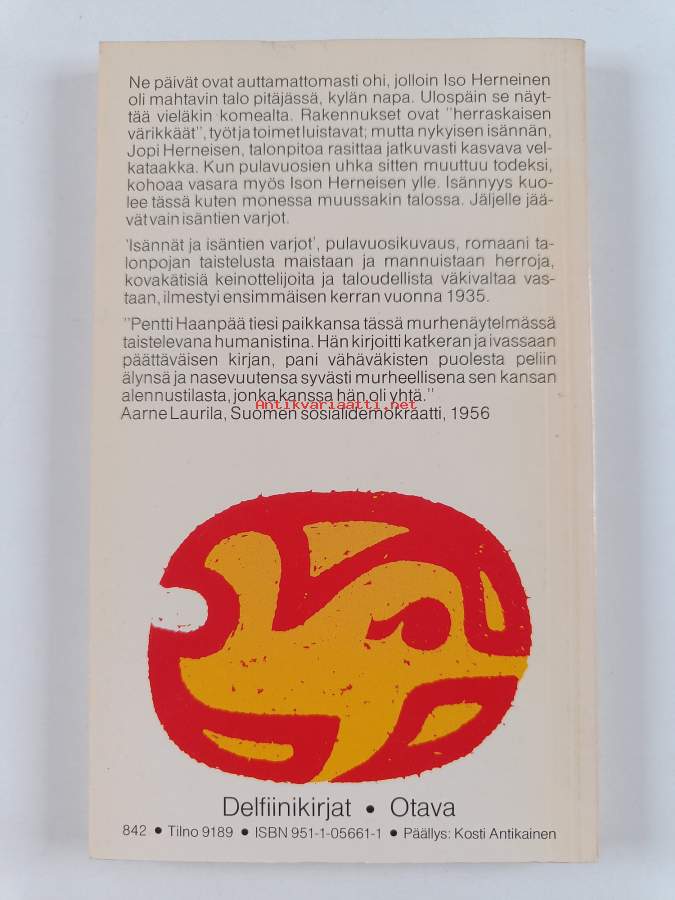 Ne päivät ovat auttamattomasti ohi, jolloin Iso Herneinen
oli mahtavin talo pitäjässä, kylän napa. Ulospäin se näyt-
tää vieläkin komealta. Rakennukset ovat "herraskaisen
värikkäät", työt ja toimet luistavat; mutta nykyisen isännän,
Jopi Herneisen, talonpitoa rasittaa jatkuvasti kasvava vel-
kataakka. Kun pulavuosien uhka sitten muuttuu todeksi,
kohoaa vasara myös Ison Herneisen ylle. Isännyys kuo-
lee tässä kuten monessa muussakin talossa. Jäljelle jää-
vät vain isäntien varjot.
'Isännät ja isäntien varjot', pulavuosikuvaus, romaani ta-
lonpojan taistelusta maistaan ja mannuistaan herroja,
kovakätisiä keinottelijoita ja taloudellista väkivaltaa vas-
taan, ilmestyi ensimmäisen kerran vuonna 1935.
"Pentti Haanpää tiesi paikkansa tässä murhenäytelmässä
taistelevana humanistina. Hän kirjoitti katkeran ja ivassaan
päättäväisen kirjan, pani vähäväkisten puolesta peliin
älynsä ja nasevuutensa syvästi murheellisena sen kansan
alennustilasta, jonka kanssa hän oli yhtä."
Antikvariaatti.net
Aarne Laurila, Suomen sosialidemokraatti, 1956
Delfiinikirjat • Otava
842 • Tilno 9189 • ISBN 951-1-05661-1 • Päällys: Kosti Antikainen